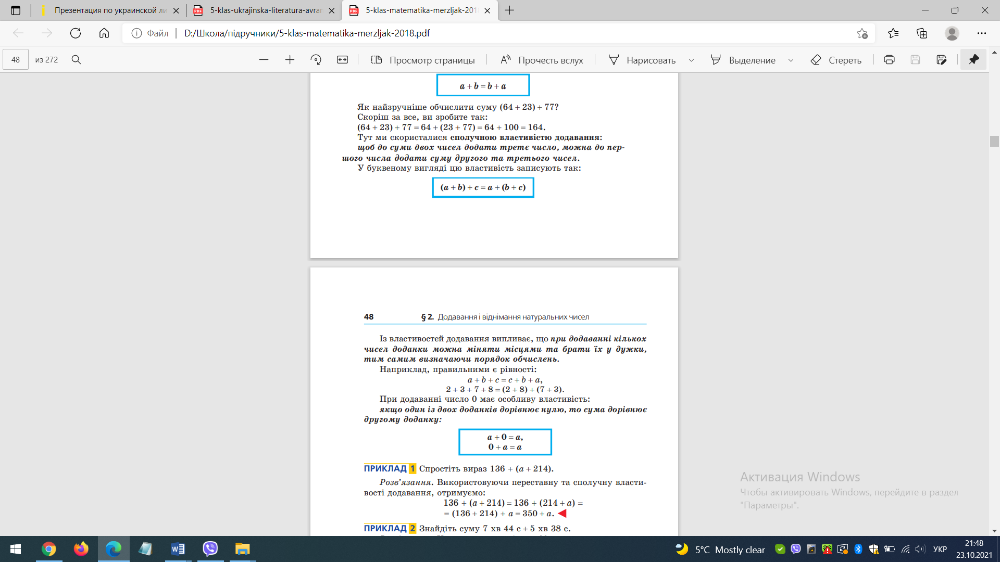 Презентация по украинской ли
5-klas-ukrajinska-literatura-avra
5-klas-matematika-merzljak-201
Файл
D:/Школа/підручники/5-klas-matematika-merzljak-2018.pdf
48 из 272
Просмотр страницы
Прочесть вслух
Нарисовать
Выделение
Стереть
a + b = b + a
Як найзручніше обчислити суму (64 + 23) + 77?
Скоріш за все, ви зробите так:
(64 + 23) + 77 = 64 + (23 + 77) = 64 + 100 = 164.
Тут ми скористалися сполучною властивістю додавання:
щоб до суми двох чисел додати третє число, можна до пер-
шого числа додати суму другого та третього чисел.
У буквеному вигляді цю властивість записують так:
(a + b) + c = a + (b + c)
48 § 2. Додавання і віднімання натуральних чисел
Із властивостей додавання випливає, що при додаванні кількох
чисел доданки можна міняти місцями та брати їх у дужки,
тим самим визначаючи порядок обчислень.
Наприклад, правильними є рівності:
a + b + c = c + b + a,
2 + 3 + 7 + 8 = (2 + 8) + (7 + 3).
При додаванні число 0 має особливу властивість:
якщо один із двох доданків дорівнює нулю, то сума дорівнює
другому доданку:
a + 0 = a,
0 + a = a
ПРИКЛАД 1 Спростіть вираз 136 + (a + 214).
Розв’язання. Використовуючи переставну та сполучну власти-
вості додавання, отримуємо:
136 + (a + 214) = 136 + (214 + a) =
= (136 + 214) + a = 350 + a.
ПРИКЛАД 2 Знайдіть суму 7 хв 44 с + 5 хв 38 с.
Активация Windows
Чтобы активировать Windows, перейдите в раздел
"Параметры".
5°C Mostly clear
УКР
21:48
23.10.2021